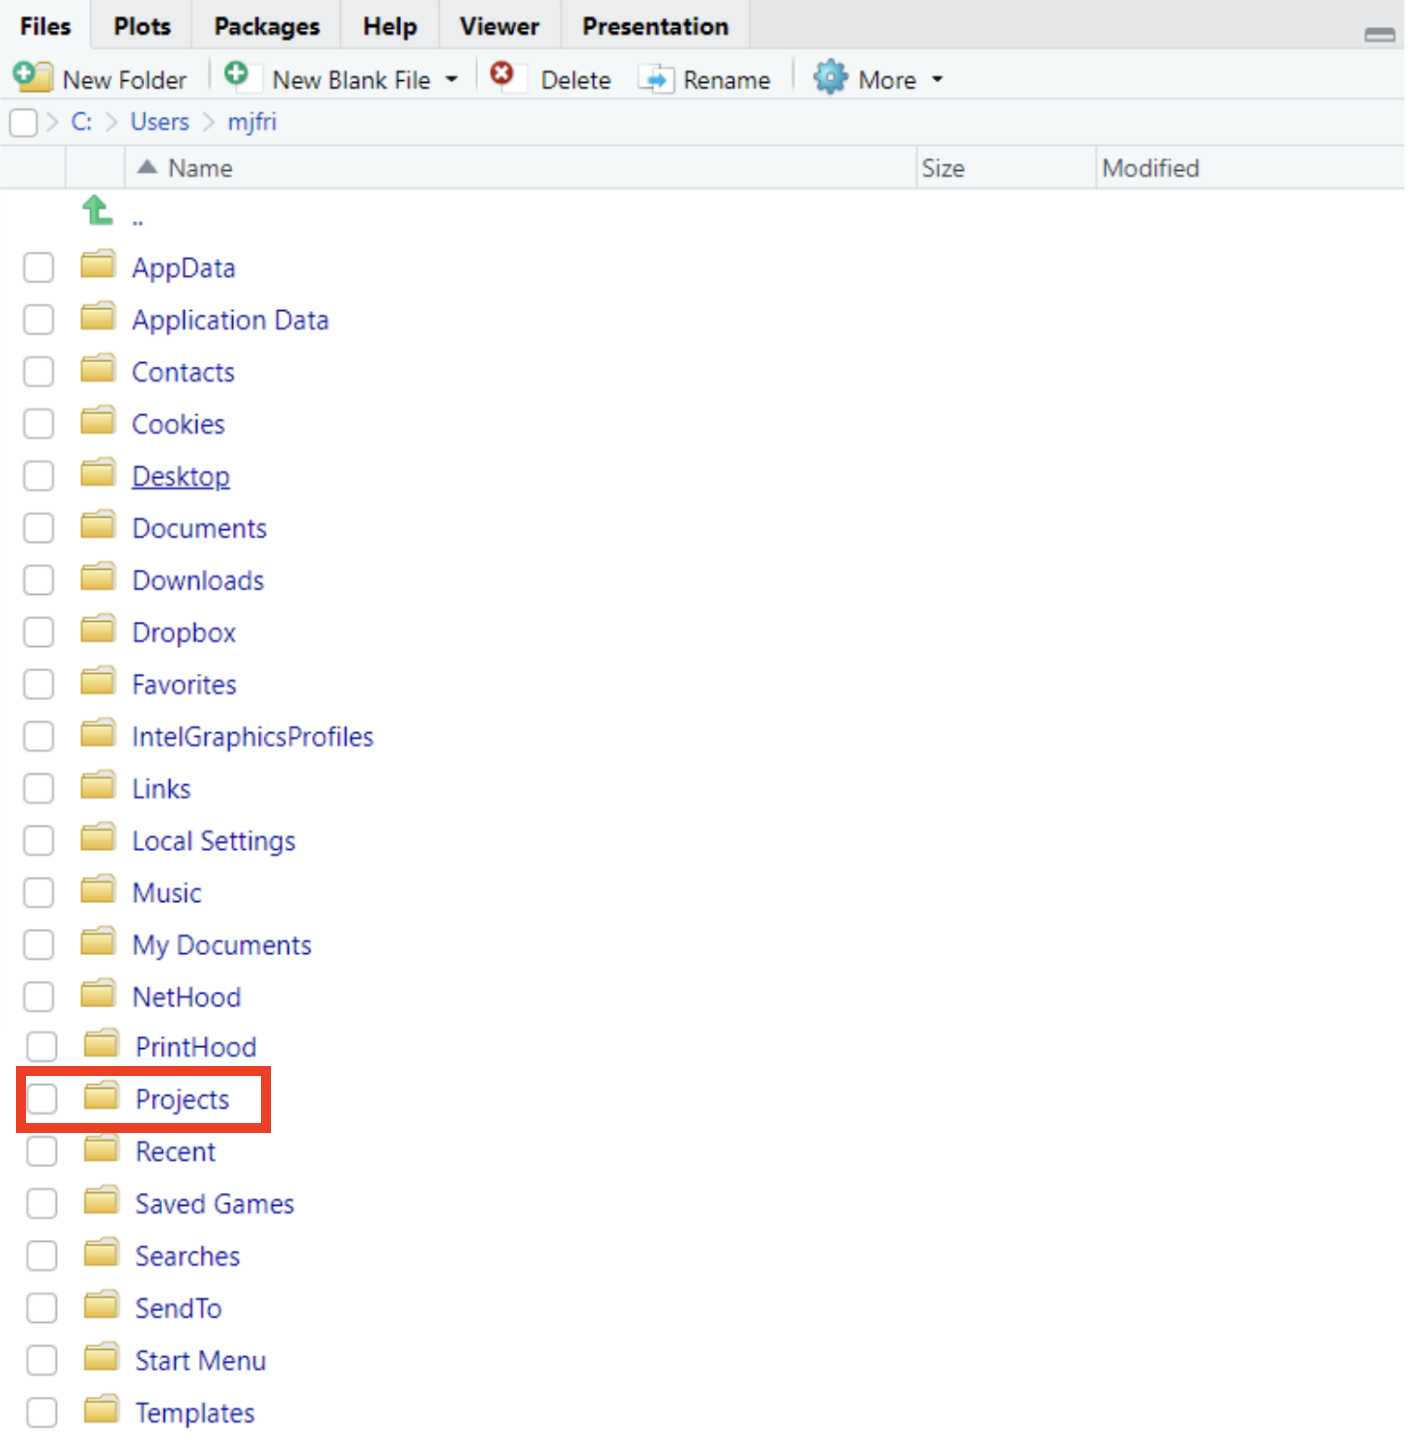 Files Plots Packages Help Viewer Presentation
New Folder New Blank File Delete Rename More
C: Users mjfri
Name Size Modified
..
AppData
Application Data
Contacts
Cookies
Desktop
Documents
Downloads
Dropbox
Favorites
IntelGraphicsProfiles
Links
Local Settings
Music
My Documents
NetHood
PrintHood
Projects
Recent
Saved Games
Searches
SendTo
Start Menu
Templates